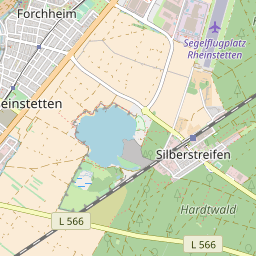 Forchheim
Segelflugplatz
Rheinstetten
einstetten
Silberstreifen
Hardtwald
L 566
L 566